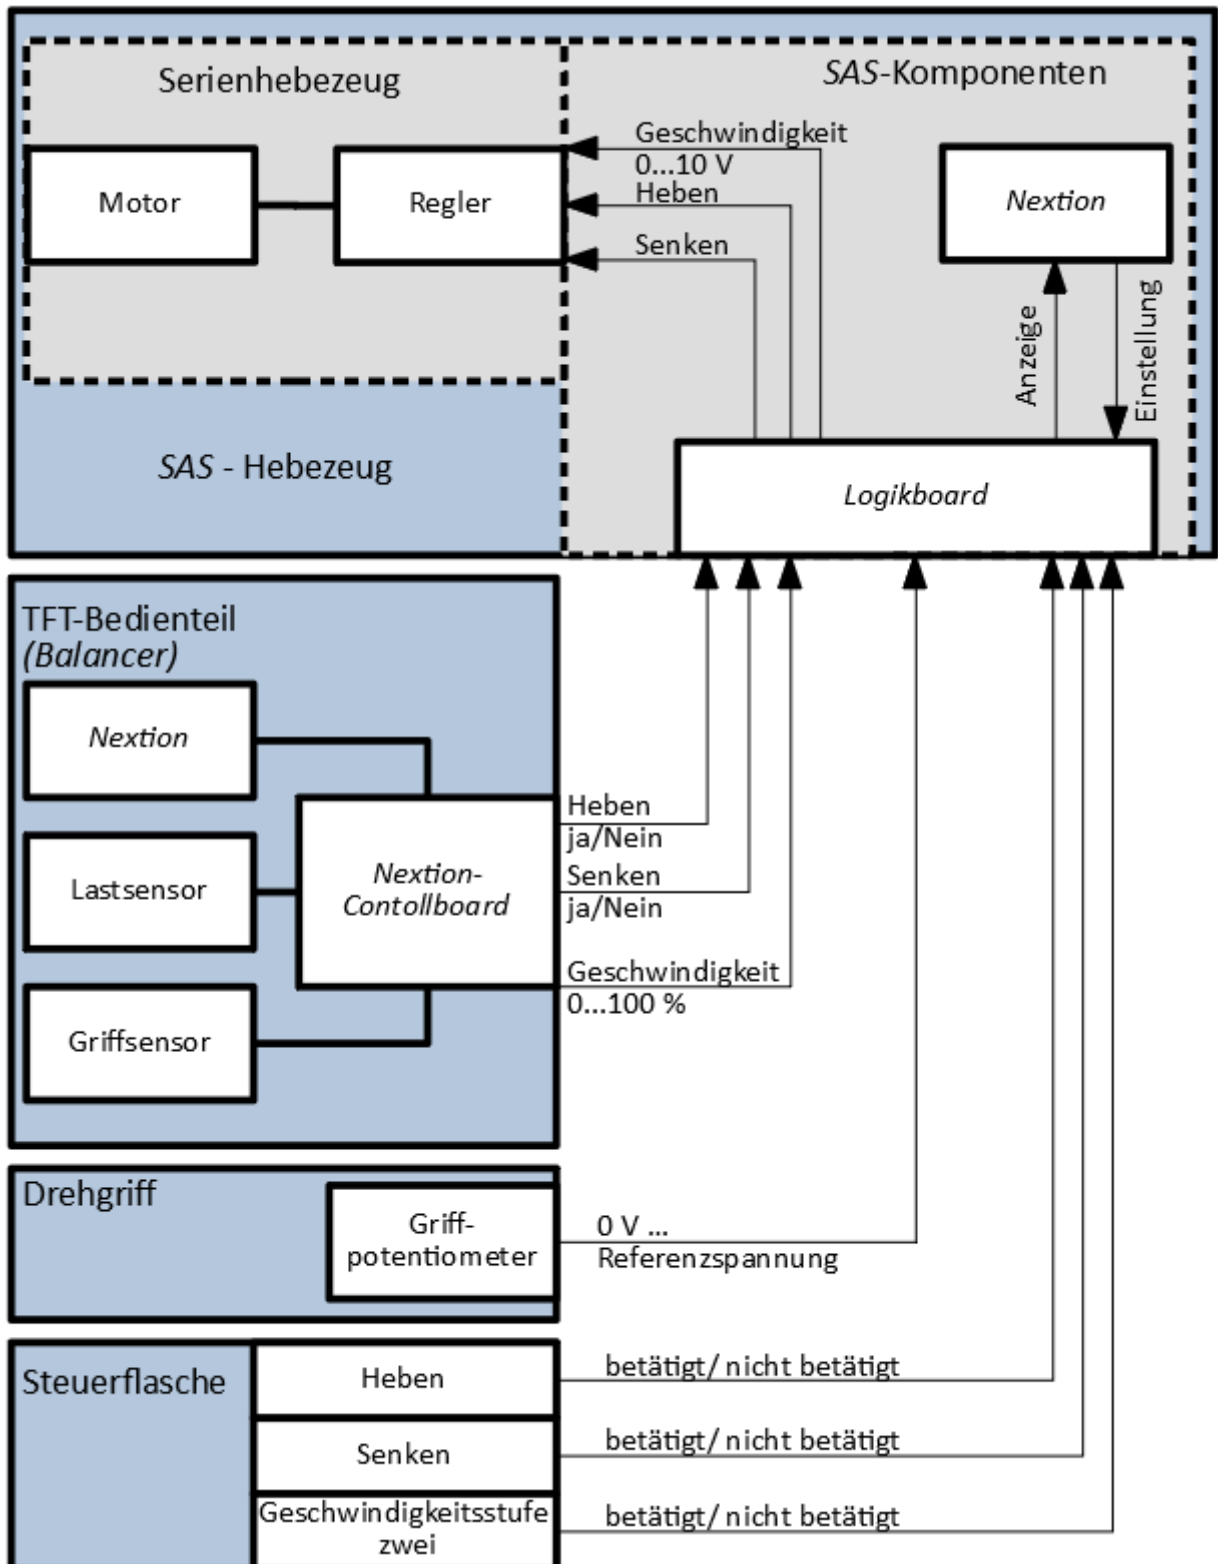 Serienhebezeug
SAS-Komponenten
Geschwindigkeit
0...10 V
Motor
Regler
Heben
Nextion
Senken
Anzeige
Einstellung
SAS - Hebezeug
Logikboard
TFT-Bedienteil
(Balancer)
Nextion
Heben
ja/Nein
Lastsensor
Nextion-
Contollboard
Senken
ja/Nein
Geschwindigkeit
0...100 %
Griffsensor
Drehgriff
Griff-
potentiometer
0 V ...
Referenzspannung
Steuerflasche
Heben
betätigt/ nicht betätigt
Senken
betätigt/ nicht betätigt
Geschwindigkeitsstufe
zwei
betätigt/ nicht betätigt